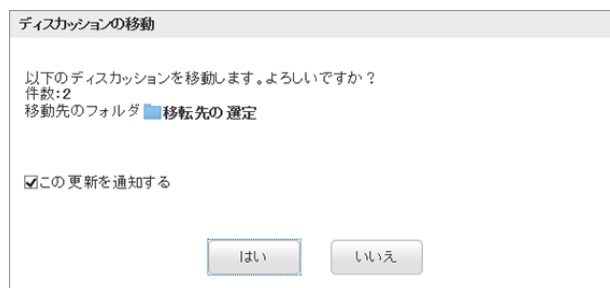 ディスカッションの移動
以下のディスカッションを移動します。よろしいですか？
件数:2
移動先のフォルダ 移転先の選定
この更新を通知する
はい いいえ